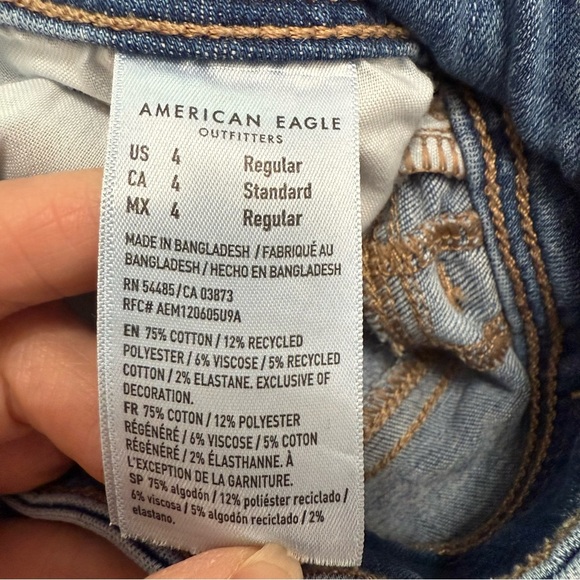 AMERICAN EAGLE
OUTFITTERS
US 4 Regular
CA 4 Standard
MX 4 Regular
MADE IN BANGLADESH / FABRIQUÉ AU
BANGLADESH / HECHO EN BANGLADESH
RN 54485/CA 03873
RFC# AEM120605U9A
EN 75% COTTON / 12% RECYCLED
POLYESTER / 6% VISCOSE / 5% RECYCLED
COTTON / 2% ELASTANE. EXCLUSIVE OF
DECORATION.
FR 75% COTON / 12% POLYESTER
RÉGÉNÉRÉ / 6% VISCOSE / 5% COTON
RÉGÉNÉRÉ / 2% ÉLASTHANNE. À
L'EXCEPTION DE LA GARNITURE.
SP 75% algodón / 12% poliéster reciclado /
6% viscosa / 5% algodón reciclado / 2%
elastano.